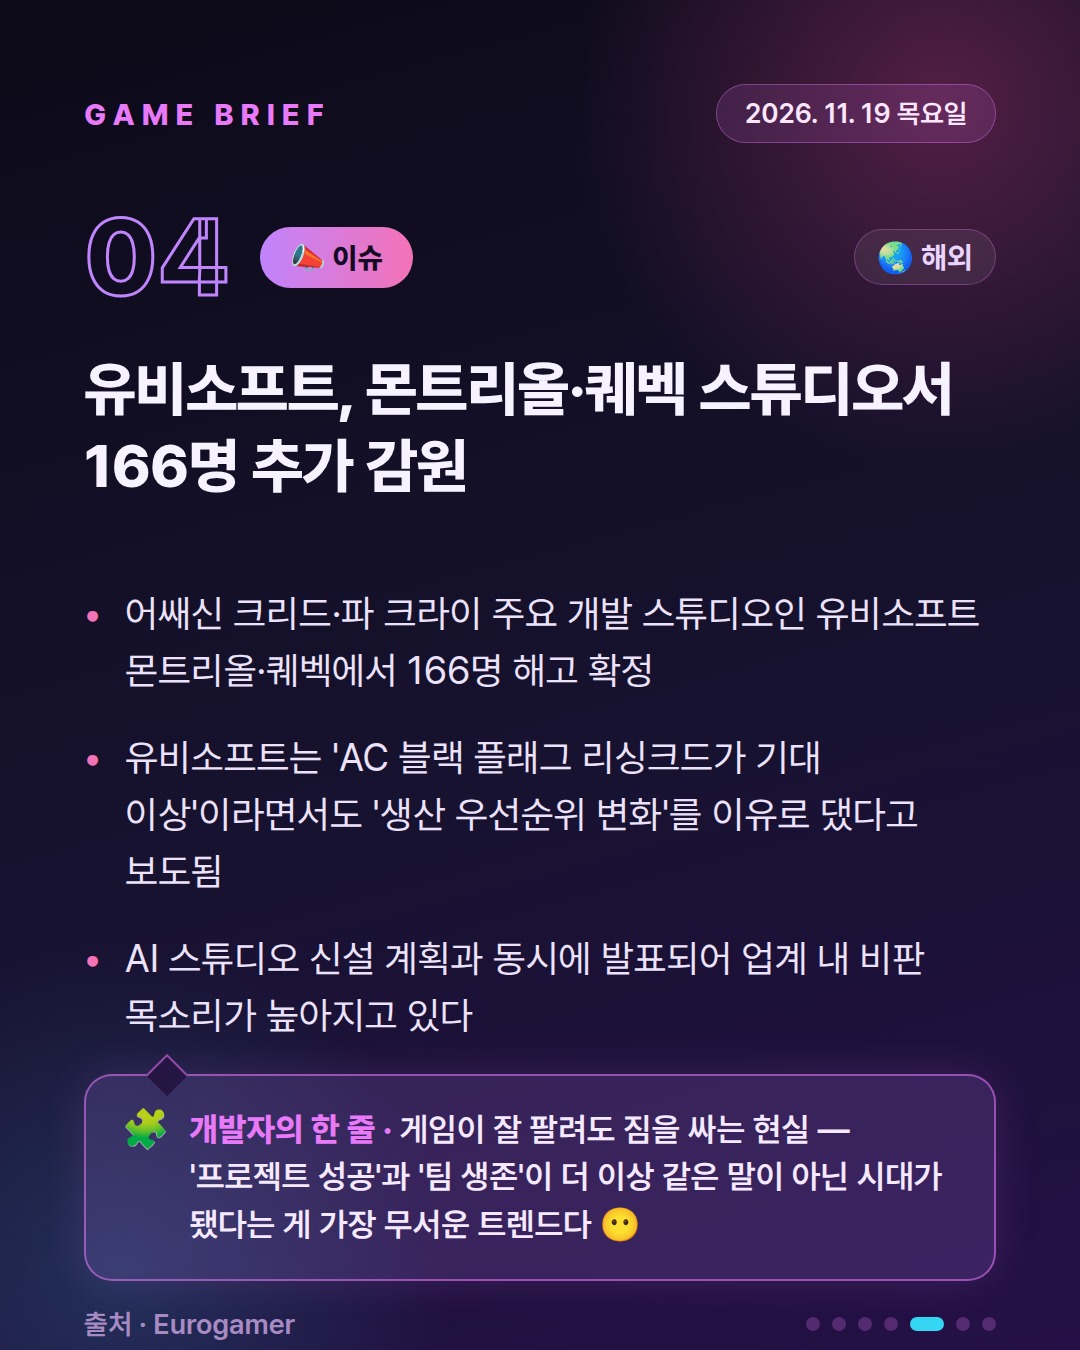 GAME BRIEF
2026. 11. 19 목요일
04
📣 이슈
🌏 해외
유비소프트, 몬트리올·퀘벡 스튜디오서
166명 추가 감원
• 어쌔신 크리드·파 크라이 주요 개발 스튜디오인 유비소프트
몬트리올·퀘벡에서 166명 해고 확정
• 유비소프트는 'AC 블랙 플래그 리싱크드가 기대
이상'이라면서도 '생산 우선순위 변화'를 이유로 댔다고
보도됨
• AI 스튜디오 신설 계획과 동시에 발표되어 업계 내 비판
목소리가 높아지고 있다
🧩 개발자의 한 줄 · 게임이 잘 팔려도 짐을 싸는 현실 —
'프로젝트 성공'과 '팀 생존'이 더 이상 같은 말이 아닌 시대가
됐다는 게 가장 무서운 트렌드다 😶
출처 · Eurogamer